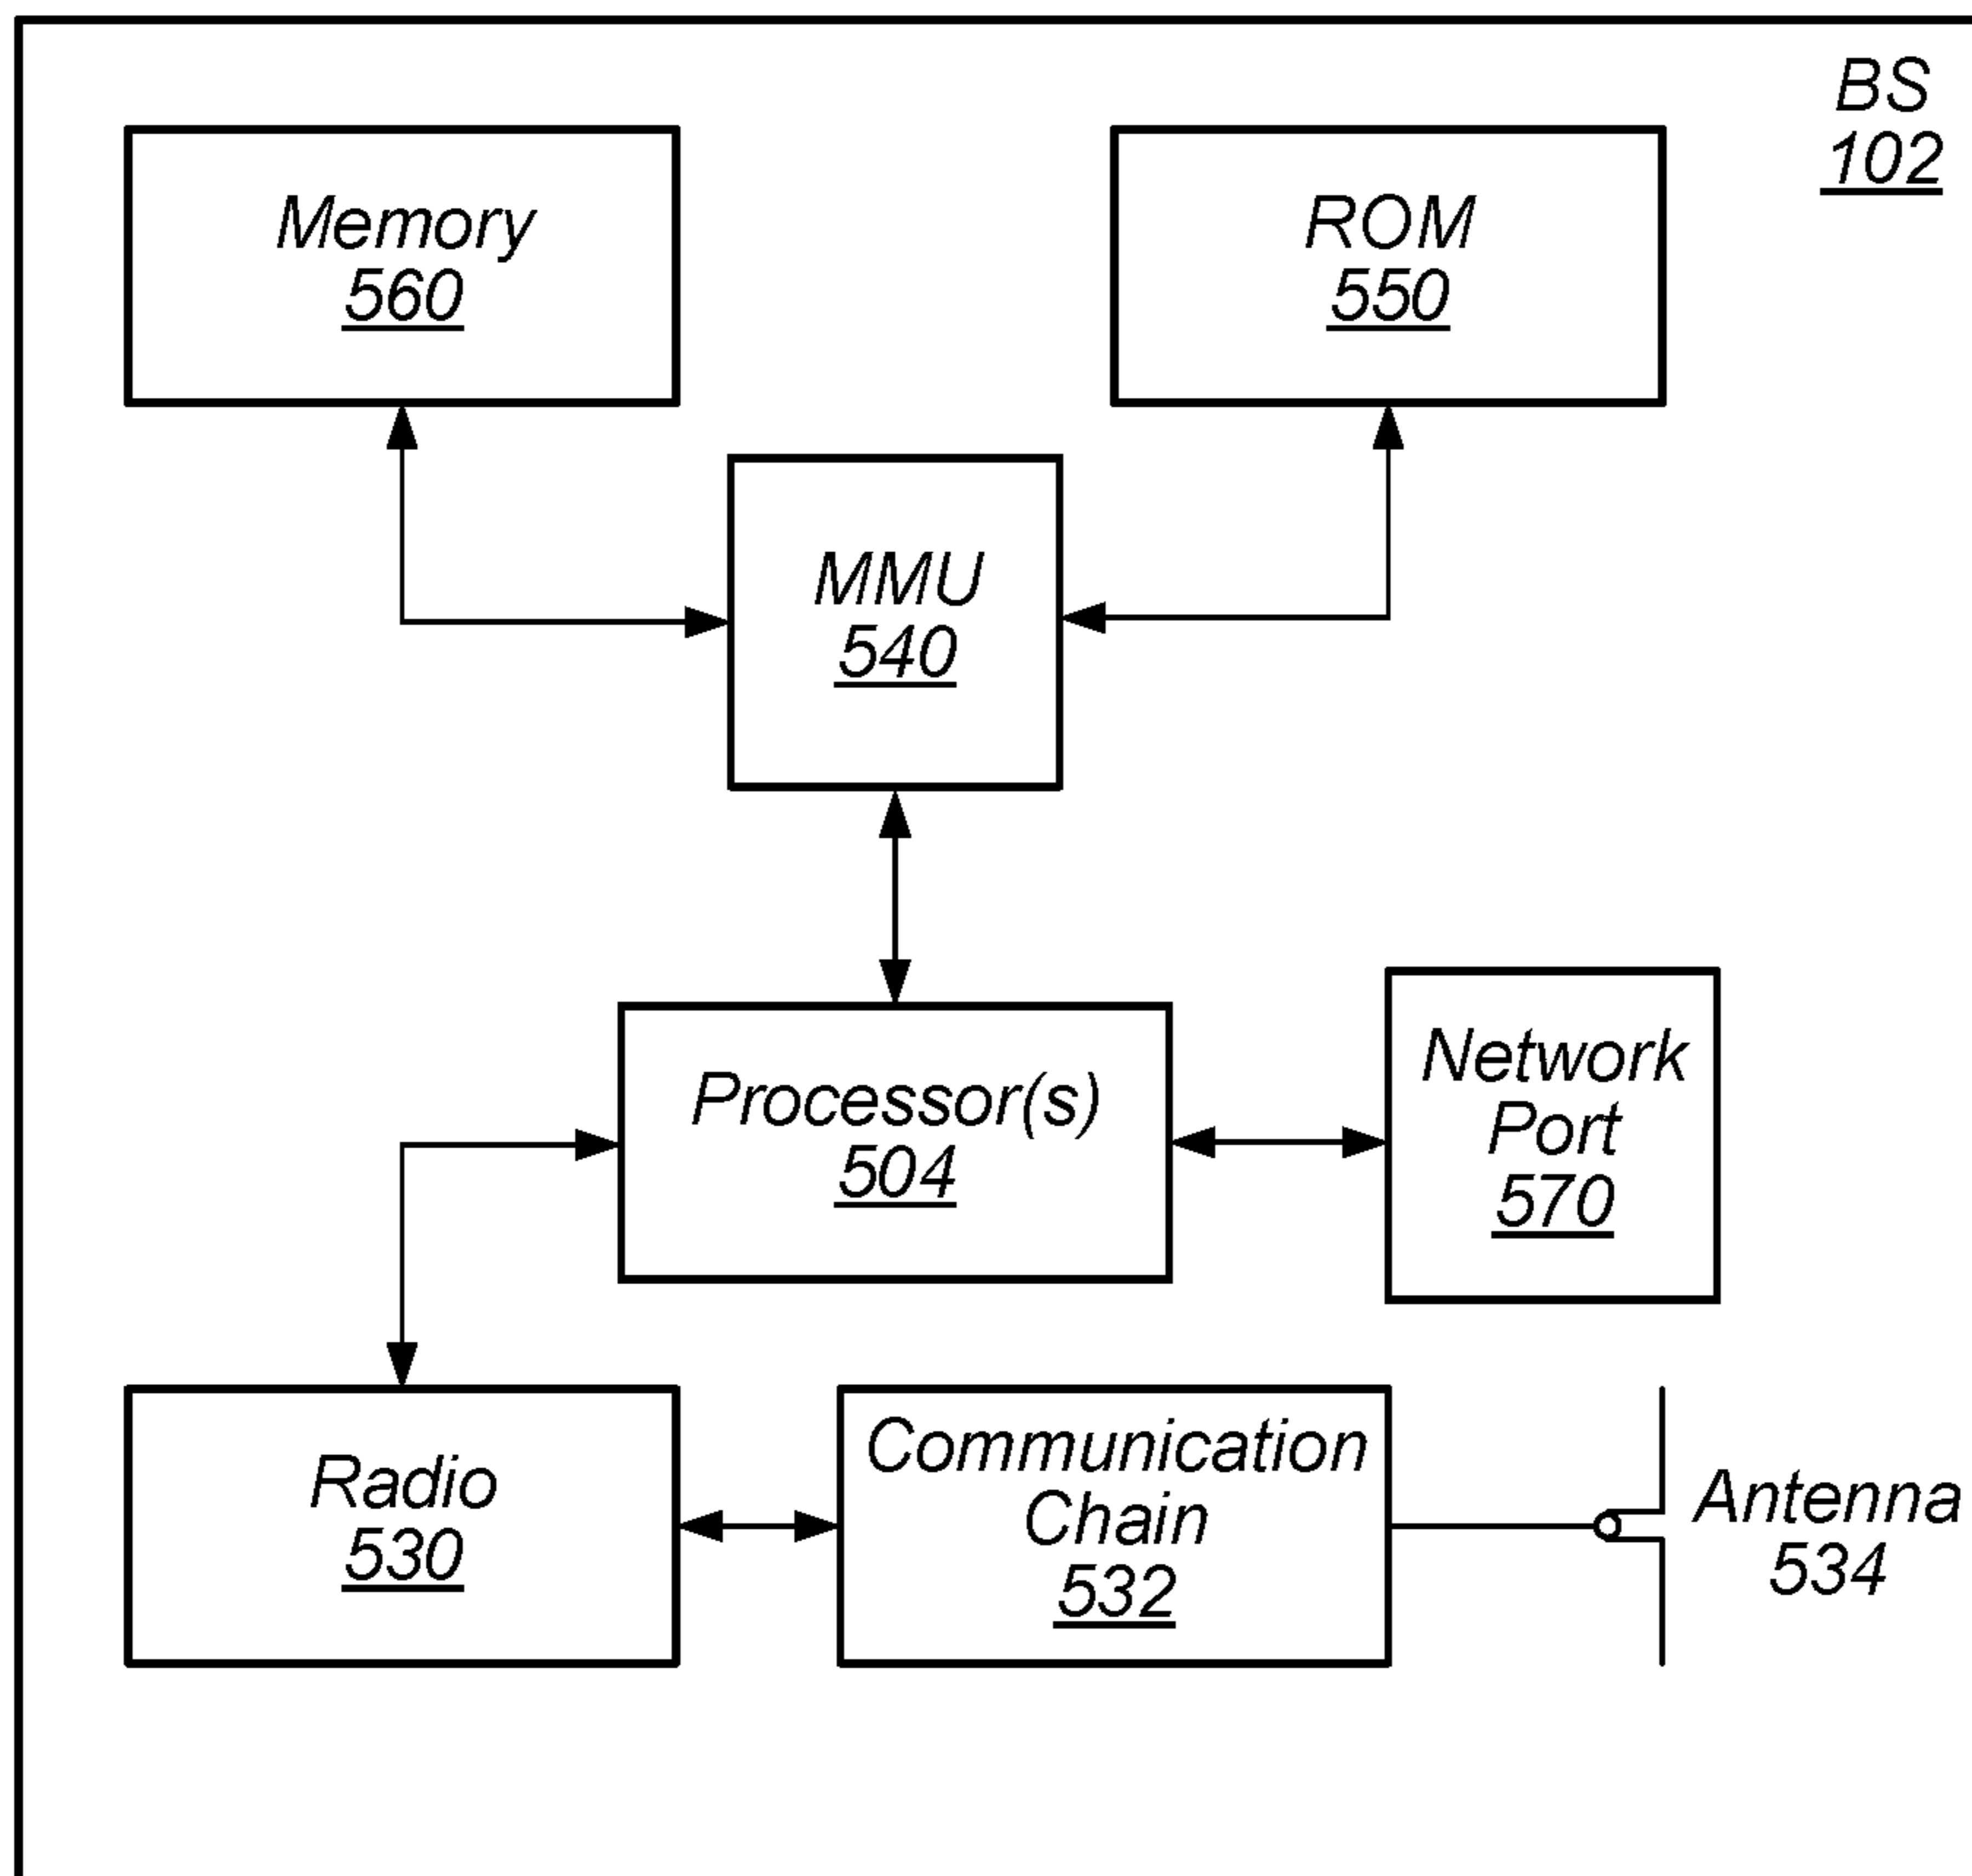 BS
102
Memory
560
ROM
550
MMU
540
Processor(s)
504
Network
Port
570
Radio
530
Communication
Chain
532
Antenna
534